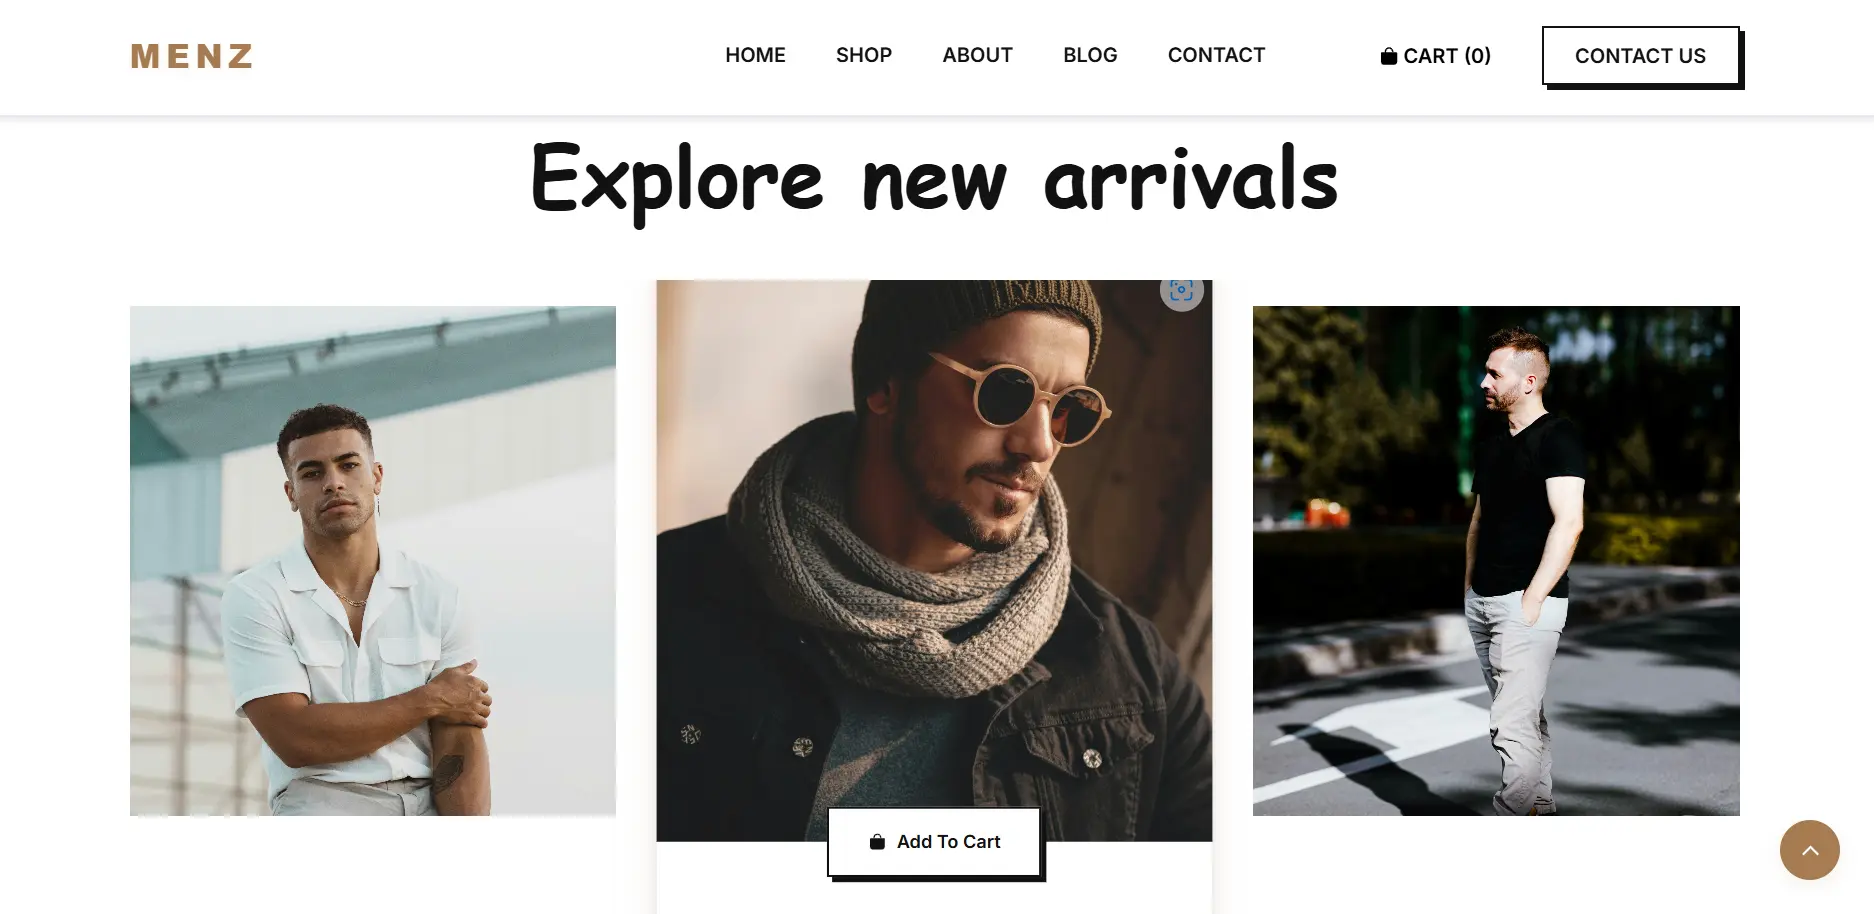 MENZ
HOME SHOP ABOUT BLOG CONTACT CART (0) CONTACT US
Explore new arrivals
Add To Cart